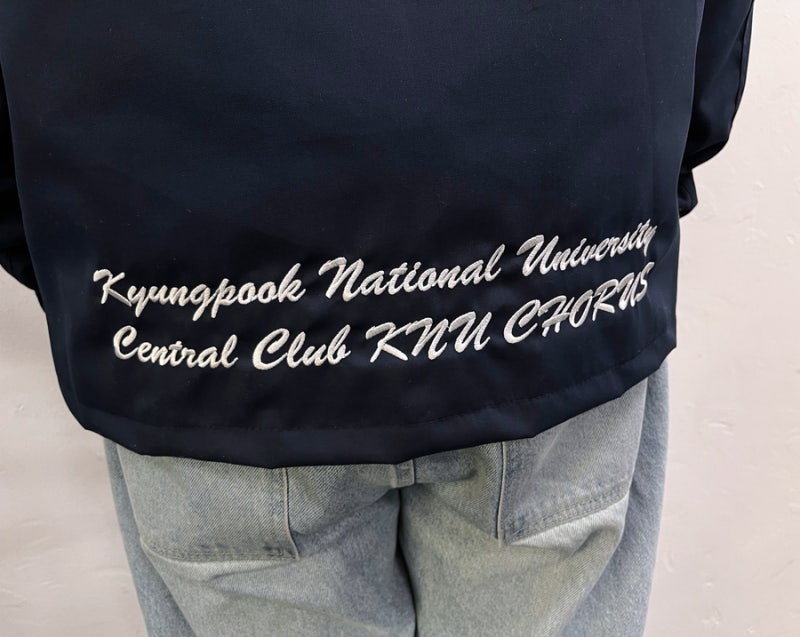 Kyungpook National University
Central Club KNU CHORUS